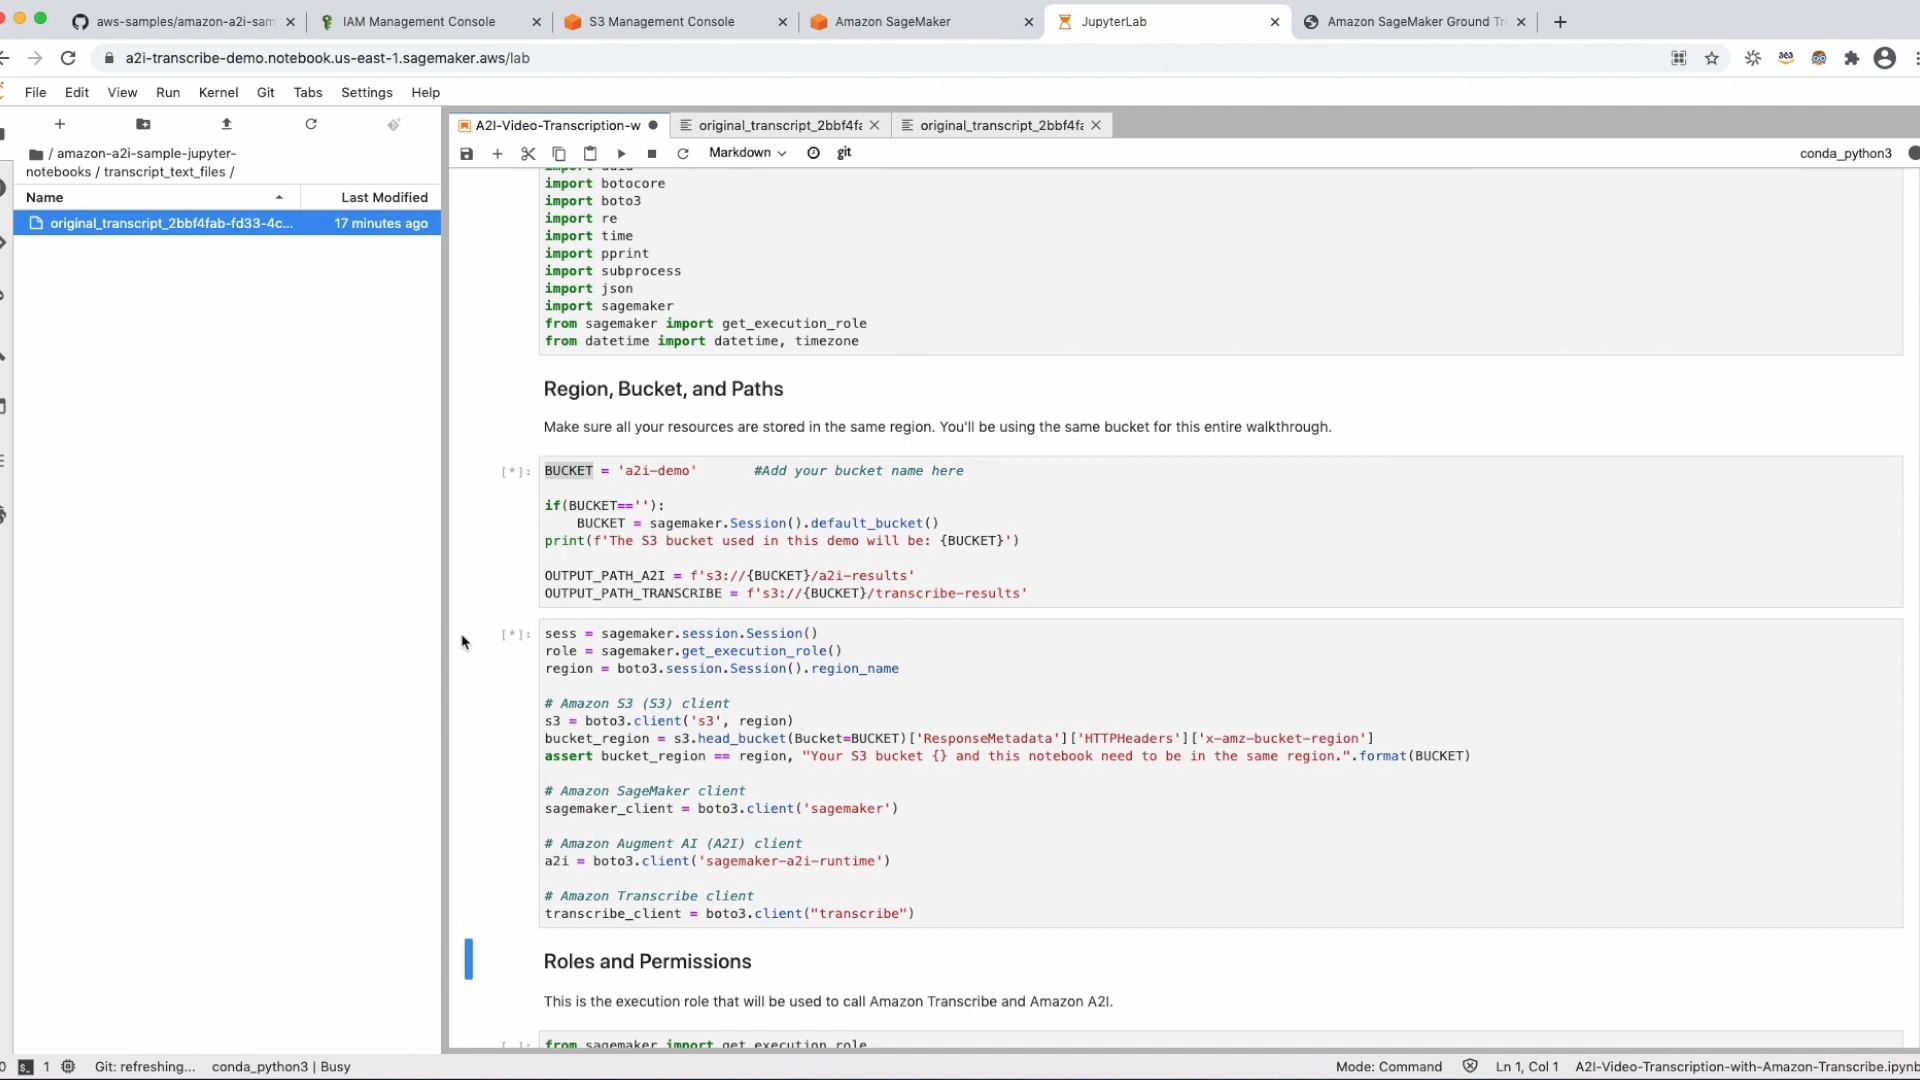 aws-samples/amazon-a2i-sam
IAM Management Console
S3 Management Console
Amazon SageMaker
JupyterLab
Amazon SageMaker Ground Tr
a2i-transcribe-demo.notebook.us-east-1.sagemaker.aws/lab
File Edit View Run Kernel Git Tabs Settings Help
/ amazon-a2i-sample-jupyter-
notebooks / transcript_text_files /
Name Last Modified
original_transcript_2bbf4fab-fd33-4c... 17 minutes ago
A2I-Video-Transcription-w
original_transcript_2bbf4fa
original_transcript_2bbf4fa
Markdown git conda_python3
import botocore
import boto3
import re
import time
import pprint
import subprocess
import json
import sagemaker
from sagemaker import get_execution_role
from datetime import datetime, timezone
Region, Bucket, and Paths
Make sure all your resources are stored in the same region. You'll be using the same bucket for this entire walkthrough.
[*]: BUCKET = 'a2i-demo' #Add your bucket name here
if(BUCKET==''):
BUCKET = sagemaker.Session().default_bucket()
print(f'The S3 bucket used in this demo will be: {BUCKET}')
OUTPUT_PATH_A2I = f's3://{BUCKET}/a2i-results'
OUTPUT_PATH_TRANSCRIBE = f's3://{BUCKET}/transcribe-results'
[*]: sess = sagemaker.session.Session()
role = sagemaker.get_execution_role()
region = boto3.session.Session().region_name
# Amazon S3 (S3) client
s3 = boto3.client('s3', region)
bucket_region = s3.head_bucket(Bucket=BUCKET)['ResponseMetadata']['HTTPHeaders']['x-amz-bucket-region']
assert bucket_region == region, "Your S3 bucket {} and this notebook need to be in the same region.".format(BUCKET)
# Amazon SageMaker client
sagemaker_client = boto3.client('sagemaker')
# Amazon Augment AI (A2I) client
a2i = boto3.client('sagemaker-a2i-runtime')
# Amazon Transcribe client
transcribe_client = boto3.client("transcribe")
Roles and Permissions
This is the execution role that will be used to call Amazon Transcribe and Amazon A2I.
[ ]: from sagemaker import get_execution_role
0 1 Git: refreshing... conda_python3 | Busy Mode: Command Ln 1, Col 1 A2I-Video-Transcription-with-Amazon-Transcribe.ipynb